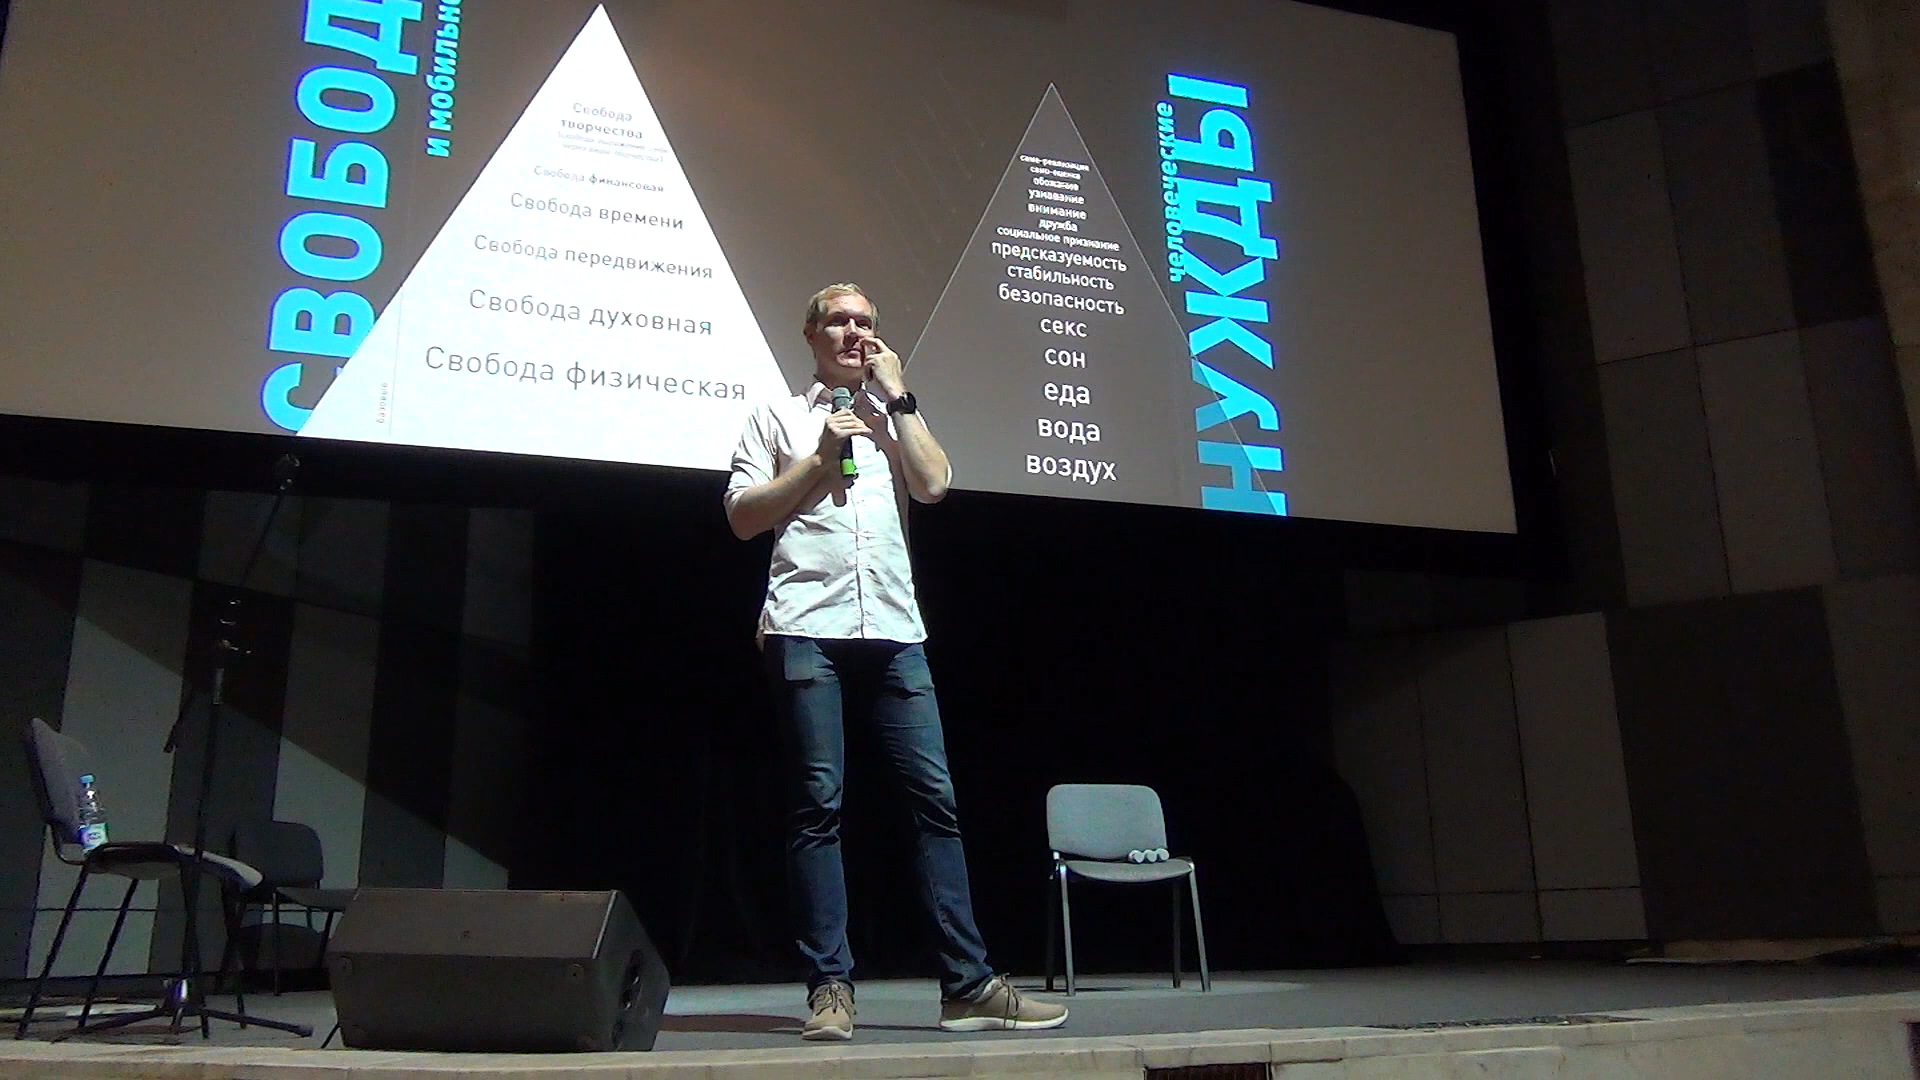 СВОБОД
и мобильно
Свобода
творчества
Свобода финансовая
Свобода времени
Свобода передвижения
Свобода духовная
Свобода физическая
базовые
само-реализация
само-оценка
обожание
узнавание
внимание
дружба
социальное признание
предсказуемость
стабильность
безопасность
секс
сон
еда
вода
воздух
человеческие
НУЖДЫ